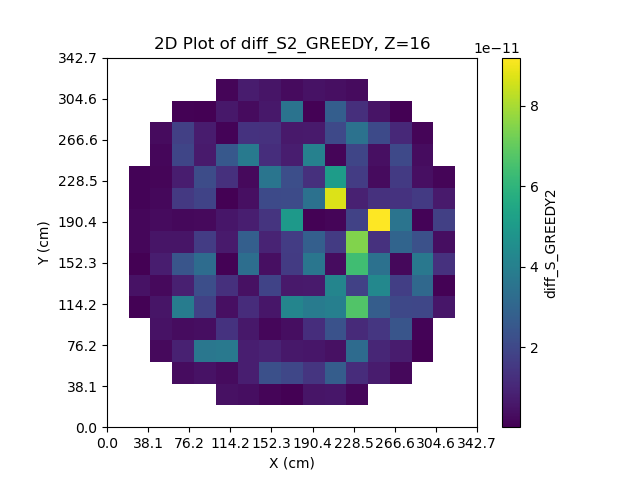 2D Plot of diff_S2_GREEDY, Z=16
1e−11
342.7
304.6
266.6
228.5
190.4
152.3
114.2
76.2
38.1
0.0
Y (cm)
0.0 38.1 76.2 114.2 152.3 190.4 228.5 266.6 304.6 342.7
X (cm)
8
6
4
2
diff_S_GREEDY2